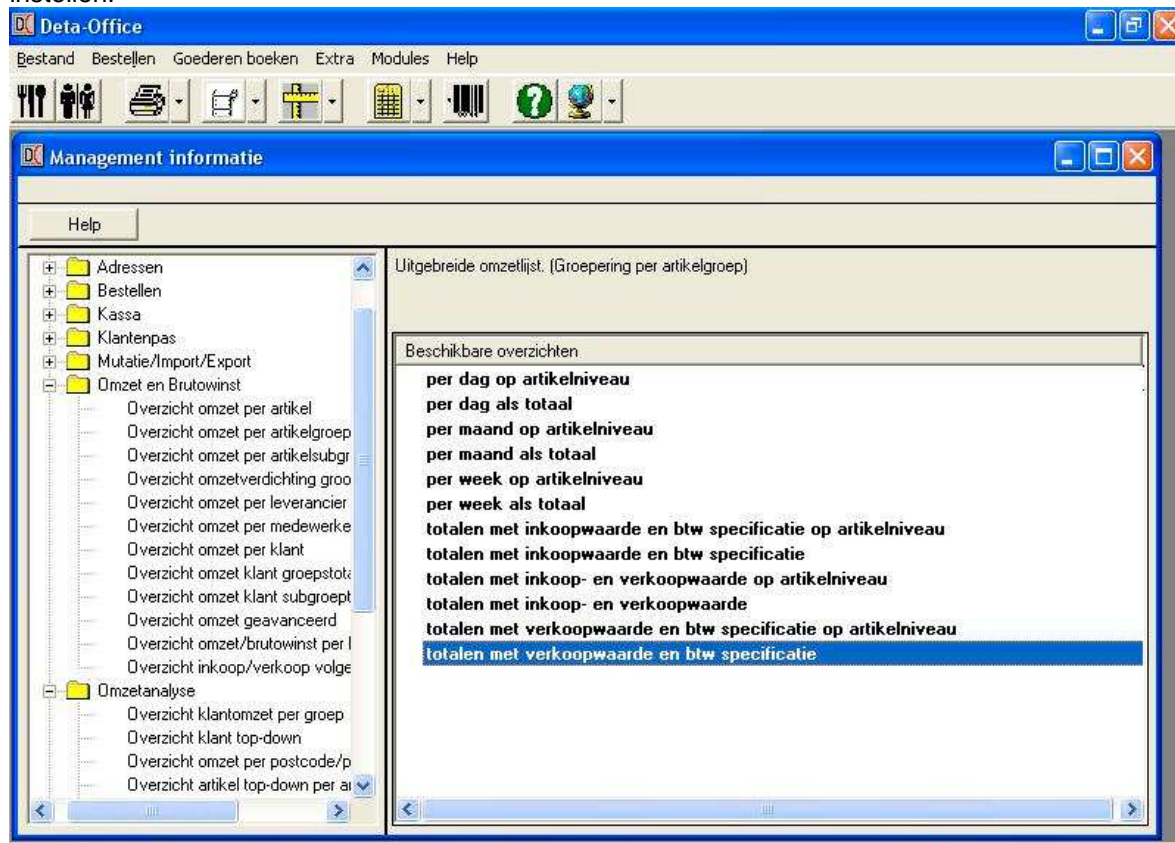 instellen.
Deta-Office
Bestand Bestellen Goederen boeken Extra Modules Help
Management informatie
Help
Adressen
Bestellen
Kassa
Klantenpas
Mutatie/Import/Export
Omzet en Brutowinst
Overzicht omzet per artikel
Overzicht omzet per artikelgroep
Overzicht omzet per artikelsubgr
Overzicht omzetverdichting groo
Overzicht omzet per leverancier
Overzicht omzet per medewerke
Overzicht omzet per klant
Overzicht omzet klant groepstota
Overzicht omzet klant subgroept
Overzicht omzet geavanceerd
Overzicht omzet/brutowinst per l
Overzicht inkoop/verkoop volge
Omzetanalyse
Overzicht klantomzet per groep
Overzicht klant top-down
Overzicht omzet per postcode/p
Overzicht artikel top-down per ar
Uitgebreide omzetlijst. (Groepering per artikelgroep)
Beschikbare overzichten
per dag op artikelniveau
per dag als totaal
per maand op artikelniveau
per maand als totaal
per week op artikelniveau
per week als totaal
totalen met inkoopwaarde en btw specificatie op artikelniveau
totalen met inkoopwaarde en btw specificatie
totalen met inkoop- en verkoopwaarde op artikelniveau
totalen met inkoop- en verkoopwaarde
totalen met verkoopwaarde en btw specificatie op artikelniveau
totalen met verkoopwaarde en btw specificatie